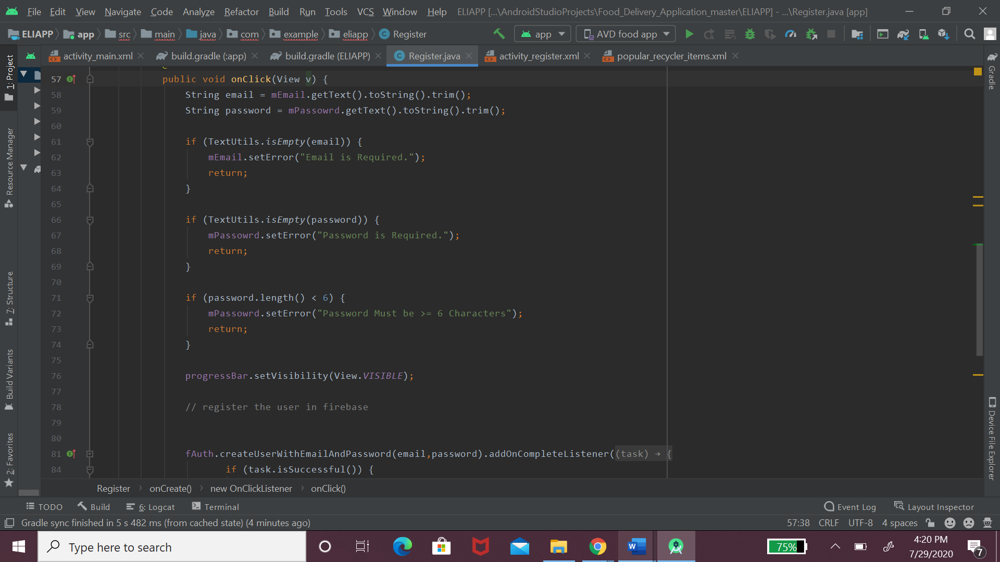 File Edit View Navigate Code Analyze Refactor Build Run Tools VCS Window Help ELIAPP [...\AndroidStudioProjects\Food_Delivery_Application_master\ELIAPP] - ...\Register.java [app]
ELIAPP app src main java com example eliapp Register app AVD food app
activity_main.xml build.gradle (:app) build.gradle (ELIAPP) Register.java activity_register.xml popular_recycler_items.xml
1: Project
Resource Manager
7: Structure
Build Variants
2: Favorites
57 public void onClick(View v) {
58 String email = mEmail.getText().toString().trim();
59 String password = mPassowrd.getText().toString().trim();
60
61 if (TextUtils.isEmpty(email)) {
62 mEmail.setError("Email is Required.");
63 return;
64 }
65
66 if (TextUtils.isEmpty(password)) {
67 mPassowrd.setError("Password is Required.");
68 return;
69 }
70
71 if (password.length() < 6) {
72 mPassowrd.setError("Password Must be >= 6 Characters");
73 return;
74 }
75
76 progressBar.setVisibility(View.VISIBLE);
77
78 // register the user in firebase
79
80
81 fAuth.createUserWithEmailAndPassword(email,password).addOnCompleteListener((task) → {
84 if (task.isSuccessful()) {
Gradle
Device File Explorer
Register onCreate() new OnClickListener onClick()
TODO Build 6: Logcat Terminal Event Log Layout Inspector
Gradle sync finished in 5 s 482 ms (from cached state) (4 minutes ago) 57:38 CRLF UTF-8 4 spaces
Type here to search 75% 4:20 PM
7/29/2020 7